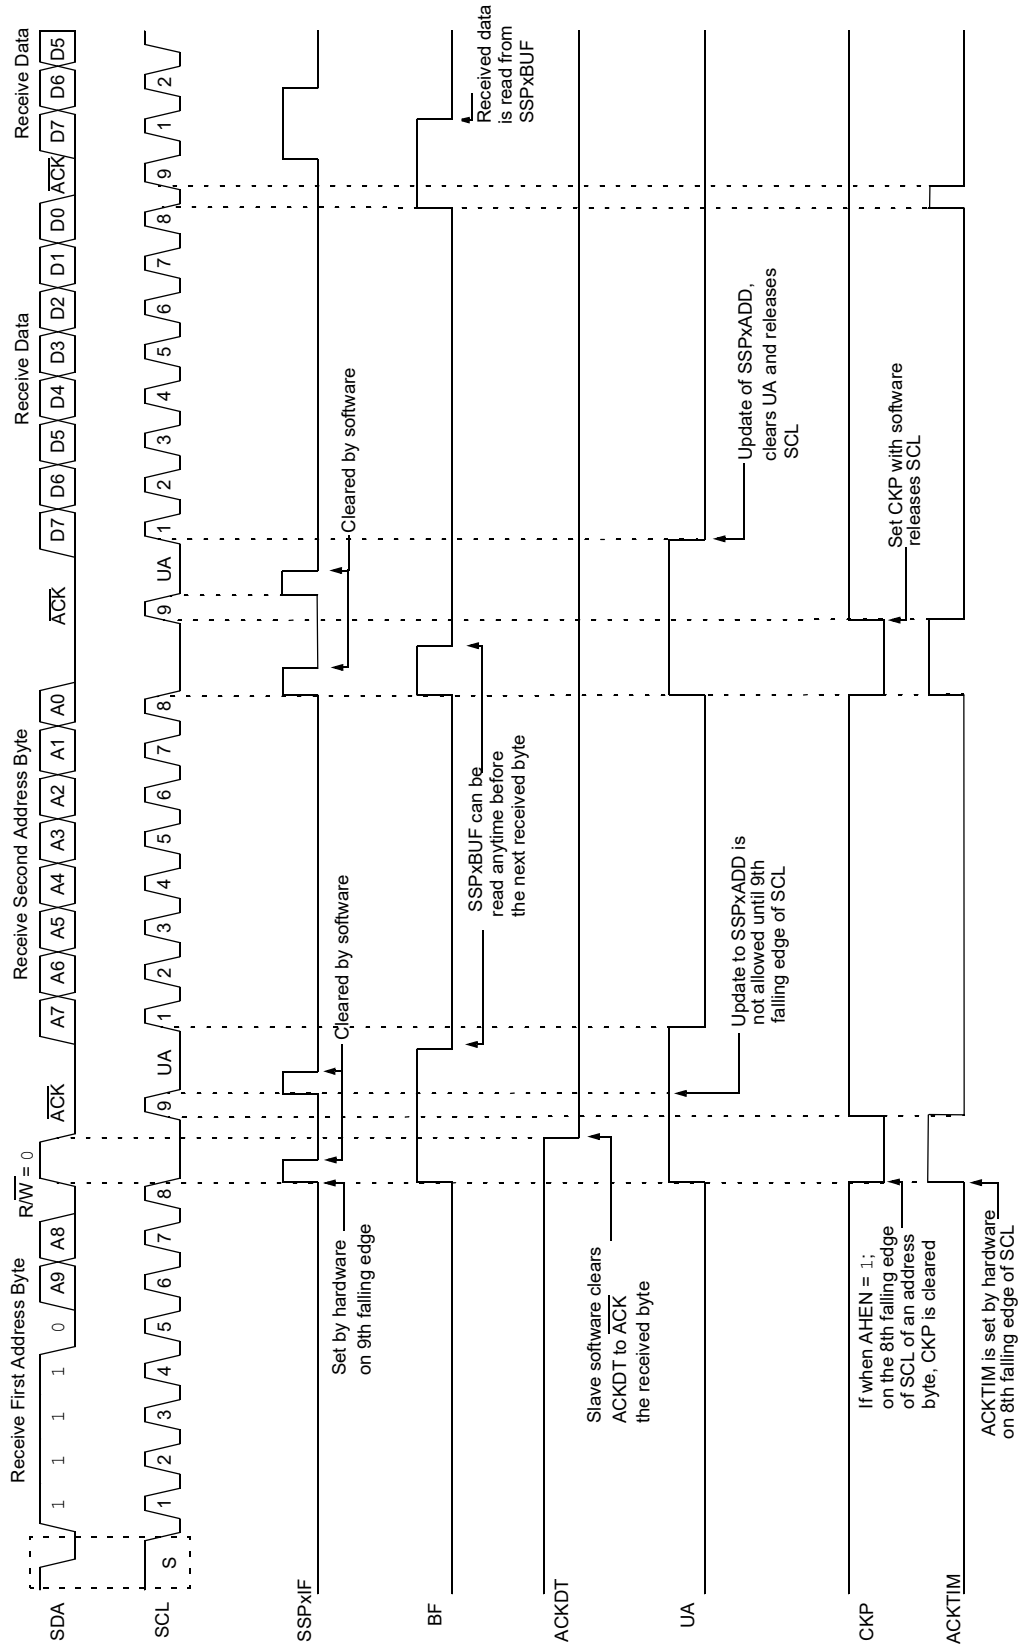 Receive First Address Byte
R/W = 0
Receive Second Address Byte
Receive Data
Receive Data
SDA
1 1 1 1 0 A9 A8 ACK A7 A6 A5 A4 A3 A2 A1 A0 ACK D7 D6 D5 D4 D3 D2 D1 D0 ACK D7 D6 D5
SCL
S 1 2 3 4 5 6 7 8 9 UA 1 2 3 4 5 6 7 8 9 UA 1 2 3 4 5 6 7 8 9 1 2
SSPxIF
Set by hardware
on 9th falling edge
Cleared by software
Cleared by software
BF
SSPxBUF can be
read anytime before
the next received byte
Received data
is read from
SSPxBUF
ACKDT
Slave software clears
ACKDT to ACK
the received byte
UA
Update to SSPxADD is
not allowed until 9th
falling edge of SCL
Update of SSPxADD,
clears UA and releases
SCL
CKP
If when AHEN = 1;
on the 8th falling edge
of SCL of an address
byte, CKP is cleared
Set CKP with software
releases SCL
ACKTIM
ACKTIM is set by hardware
on 8th falling edge of SCL